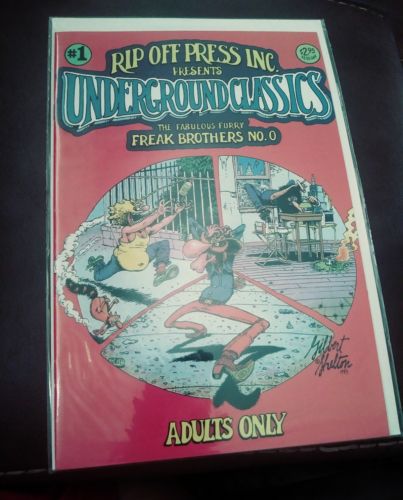 #1
RIP OFF PRESS INC.
$2.95
PRESENTS
UNDERGROUND CLASSICS
THE FABULOUS FURRY
FREAK BROTHERS NO. 0
Gilbert
Shelton
ADULTS ONLY